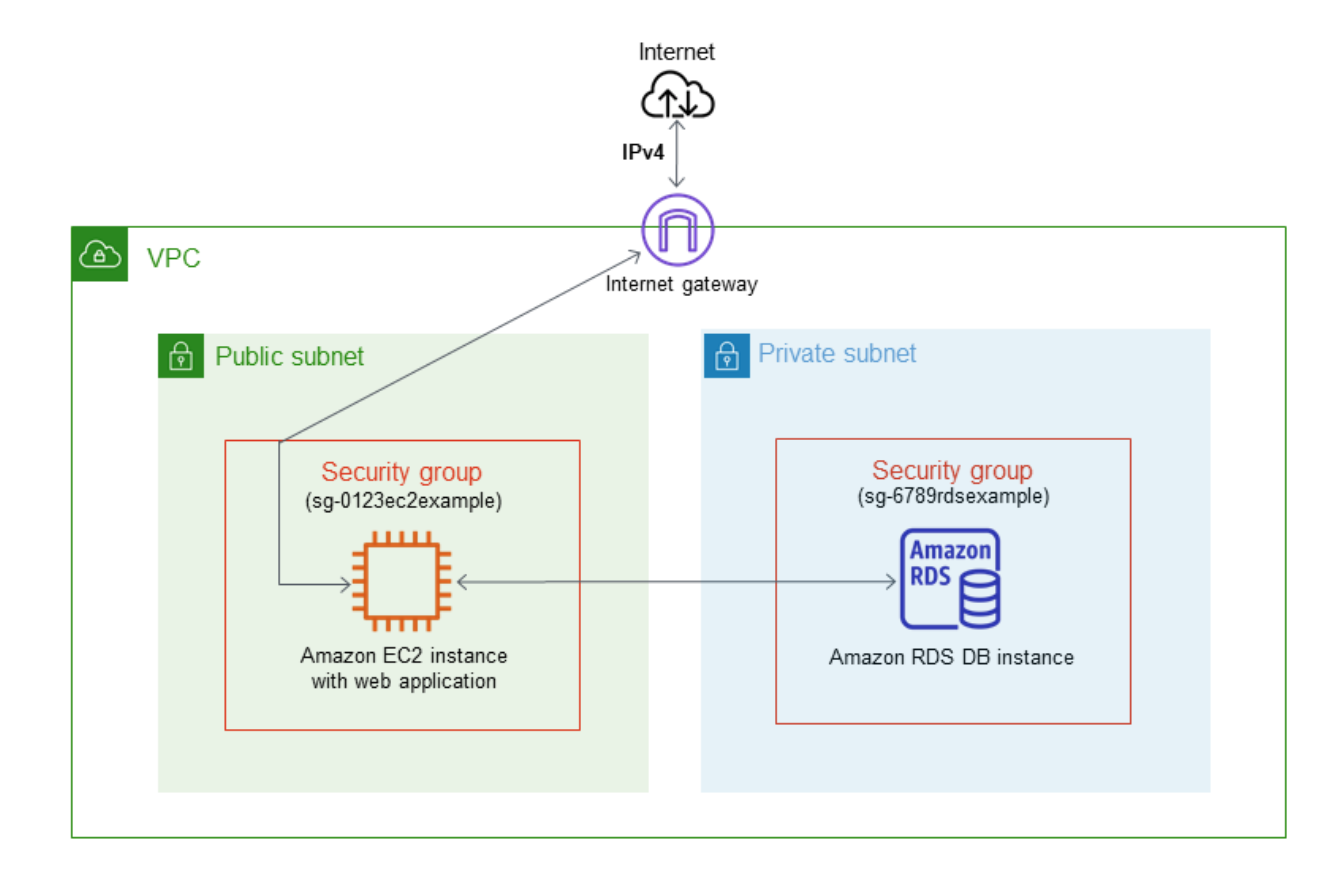 Internet
IPv4
VPC
Internet gateway
Public subnet
Private subnet
Security group
(sg-0123ec2example)
Amazon EC2 instance
with web application
Security group
(sg-6789rdsexample)
Amazon
RDS
Amazon RDS DB instance